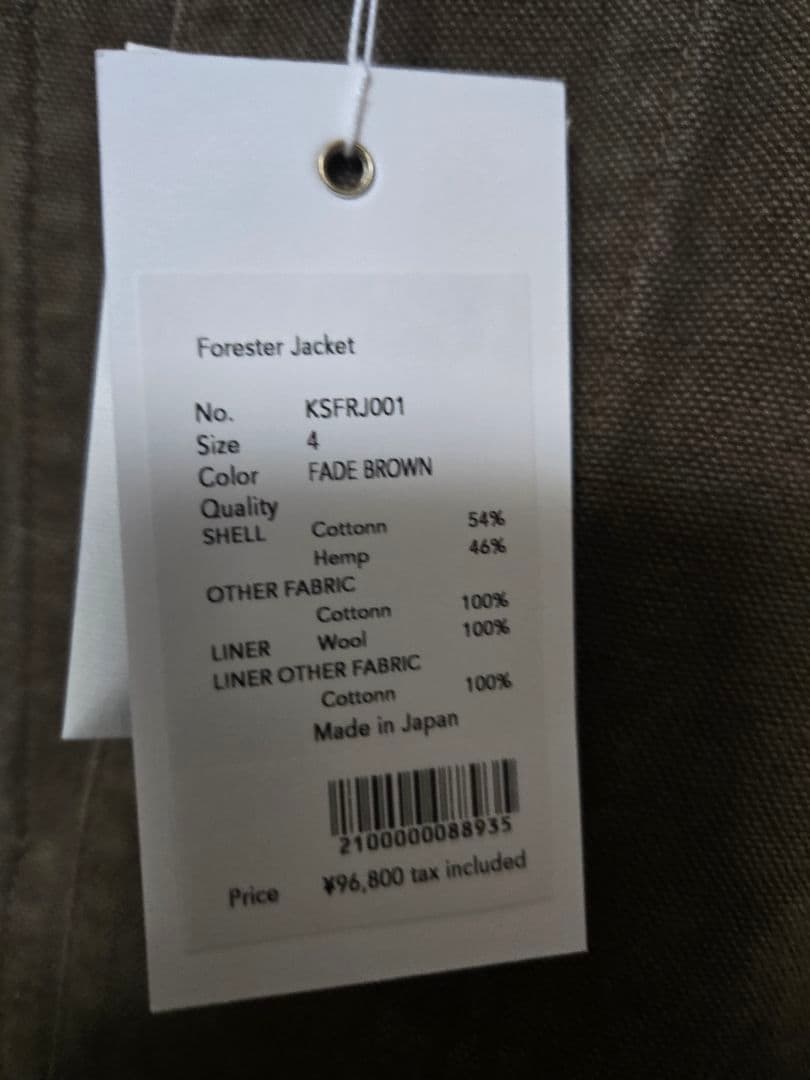 Forester Jacket
No. KSFRJ001
Size 4
Color FADE BROWN
Quality
SHELL Cottonn 54%
Hemp 46%
OTHER FABRIC
Cottonn 100%
LINER Wool 100%
LINER OTHER FABRIC
Cottonn 100%
Made in Japan
2100000088935
Price ¥96,800 tax included